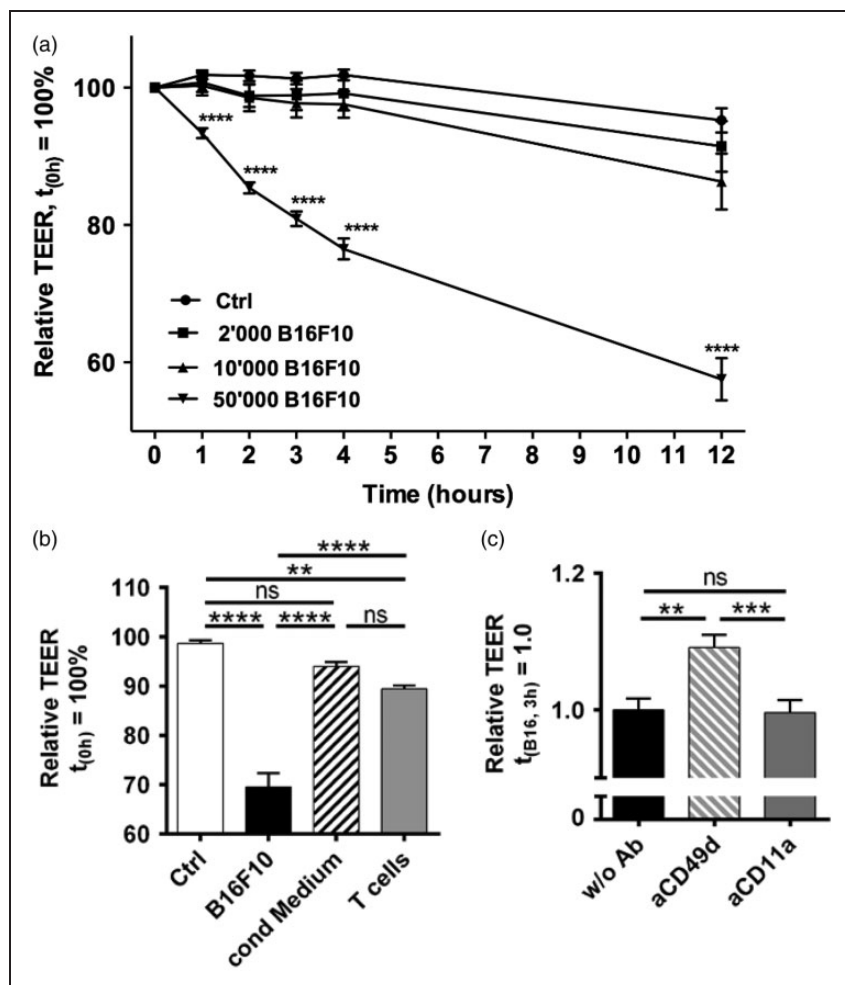 (a)
Relative TEER, t(0h) = 100%
100
80
60
****
****
****
****
****
Ctrl
2'000 B16F10
10'000 B16F10
50'000 B16F10
0 1 2 3 4 5 6 7 8 9 10 11 12
Time (hours)
(b)
Relative TEER
t(0h) = 100%
110
100
90
80
70
60
****
**
ns
**** **** ns
Ctrl
B16F10
cond Medium
T cells
(c)
Relative TEER
t(B16, 3h) = 1.0
1.2
1.0
0
ns
** ***
w/o Ab
aCD49d
aCD11a